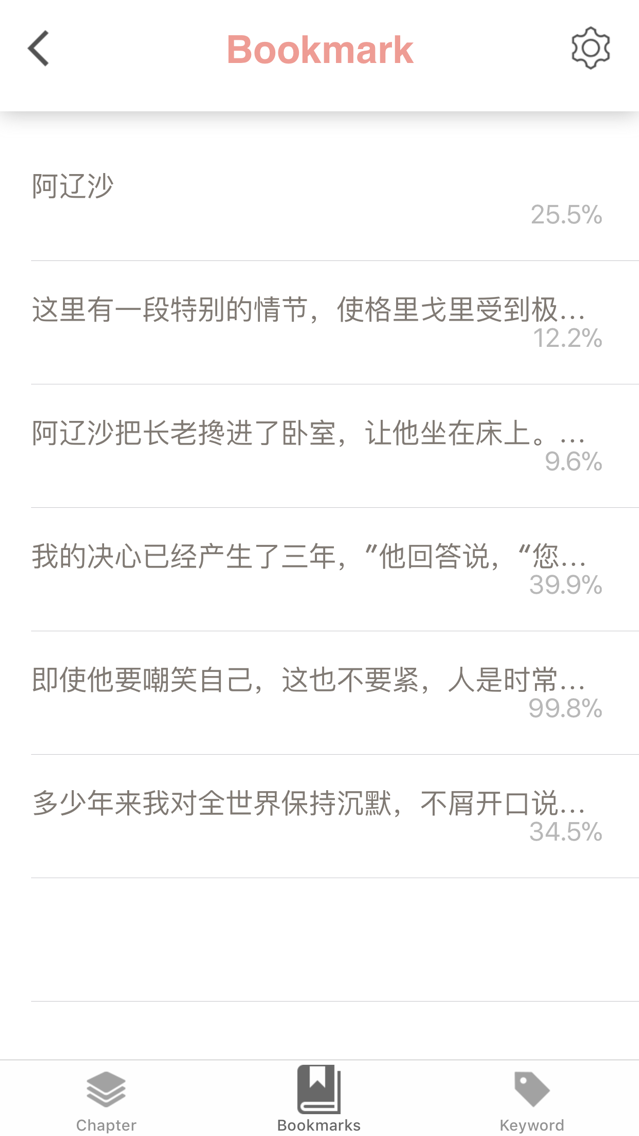 Bookmark
阿辽沙
25.5%
这里有一段特别的情节，使格里戈里受到极...
12.2%
阿辽沙把长老搀进了卧室，让他坐在床上。...
9.6%
我的决心已经产生了三年，”他回答说，“您...
39.9%
即使他要嘲笑自己，这也不要紧，人是时常...
99.8%
多少年来我对全世界保持沉默，不屑开口说...
34.5%
Chapter
Bookmarks
Keyword